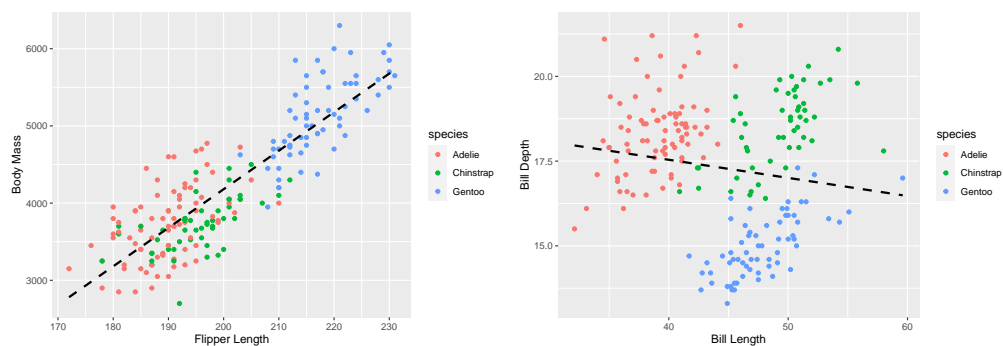 6000
5000
4000
3000
Body Mass
170
180
190
200
210
220
230
Flipper Length
species
Adelie
Chinstrap
Gentoo
20.0
17.5
15.0
Bill Depth
40
50
60
Bill Length
species
Adelie
Chinstrap
Gentoo